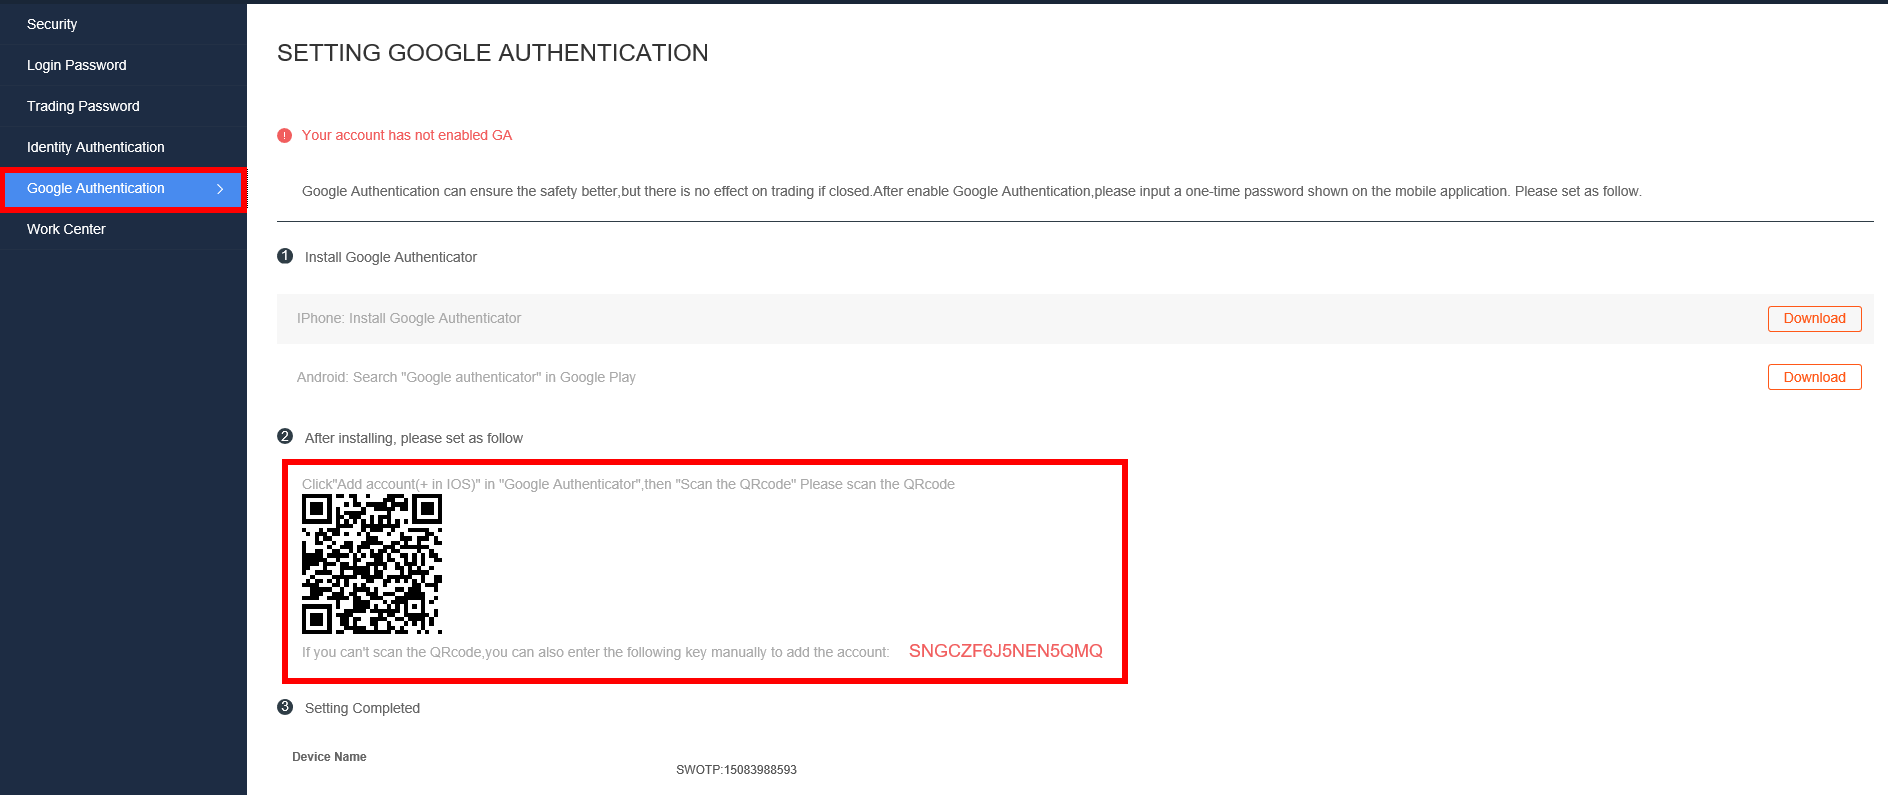 Security
Login Password
Trading Password
Identity Authentication
Google Authentication
Work Center
SETTING GOOGLE AUTHENTICATION
! Your account has not enabled GA
Google Authentication can ensure the safety better,but there is no effect on trading if closed.After enable Google Authentication,please input a one-time password shown on the mobile application. Please set as follow.
1 Install Google Authenticator
IPhone: Install Google Authenticator Download
Android: Search "Google authenticator" in Google Play Download
2 After installing, please set as follow
Click"Add account(+ in IOS)" in "Google Authenticator",then "Scan the QRcode" Please scan the QRcode
If you can't scan the QRcode,you can also enter the following key manually to add the account: SNGCZF6J5NEN5QMQ
3 Setting Completed
Device Name
SWOTP:15083988593